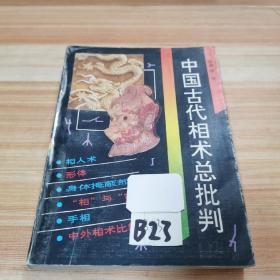 中国古代相术总批判
相人术
形体
身体掩蔽部
“相”与“
手相
中外相术比
B23